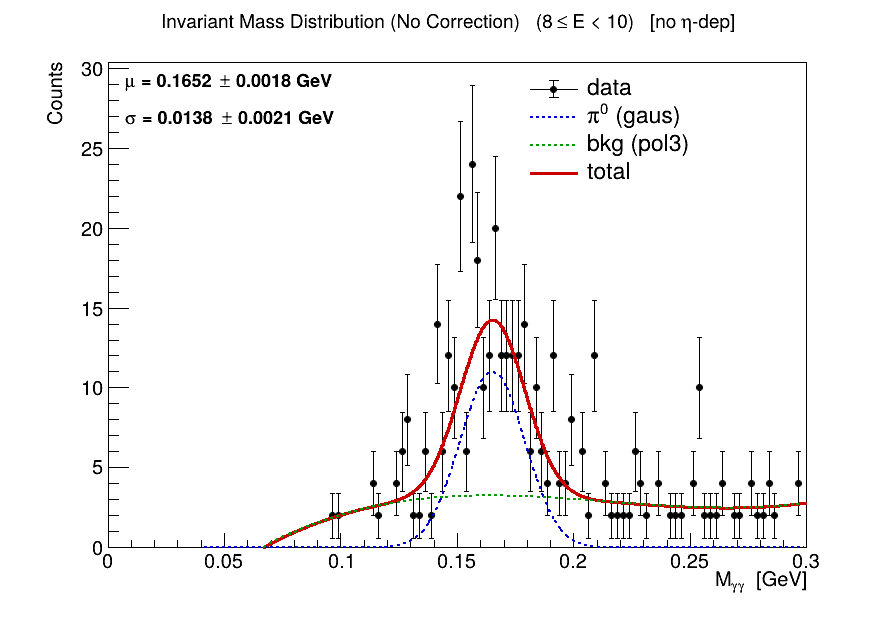 Invariant Mass Distribution (No Correction) (8 ≤ E < 10) [no η-dep]
Counts
μ = 0.1652 ± 0.0018 GeV
σ = 0.0138 ± 0.0021 GeV
data
π⁰ (gaus)
bkg (pol3)
total
30
25
20
15
10
5
0
0 0.05 0.1 0.15 0.2 0.25 0.3
Mγγ [GeV]